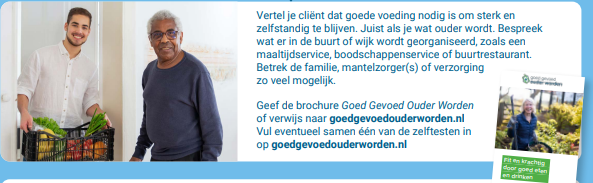 Vertel je cliënt dat goede voeding nodig is om sterk en
zelfstandig te blijven. Juist als je wat ouder wordt. Bespreek
wat er in de buurt of wijk wordt georganiseerd, zoals een
maaltijdservice, boodschappenservice of buurtrestaurant.
Betrek de familie, mantelzorger(s) of verzorging
zo veel mogelijk.
Geef de brochure Goed Gevoed Ouder Worden
of verwijs naar goedgevoedouderworden.nl
Vul eventueel samen één van de zelftesten in
op goedgevoedouderworden.nl
goed gevoed
ouder worden
Fit en krachtig
door goed eten
en drinken